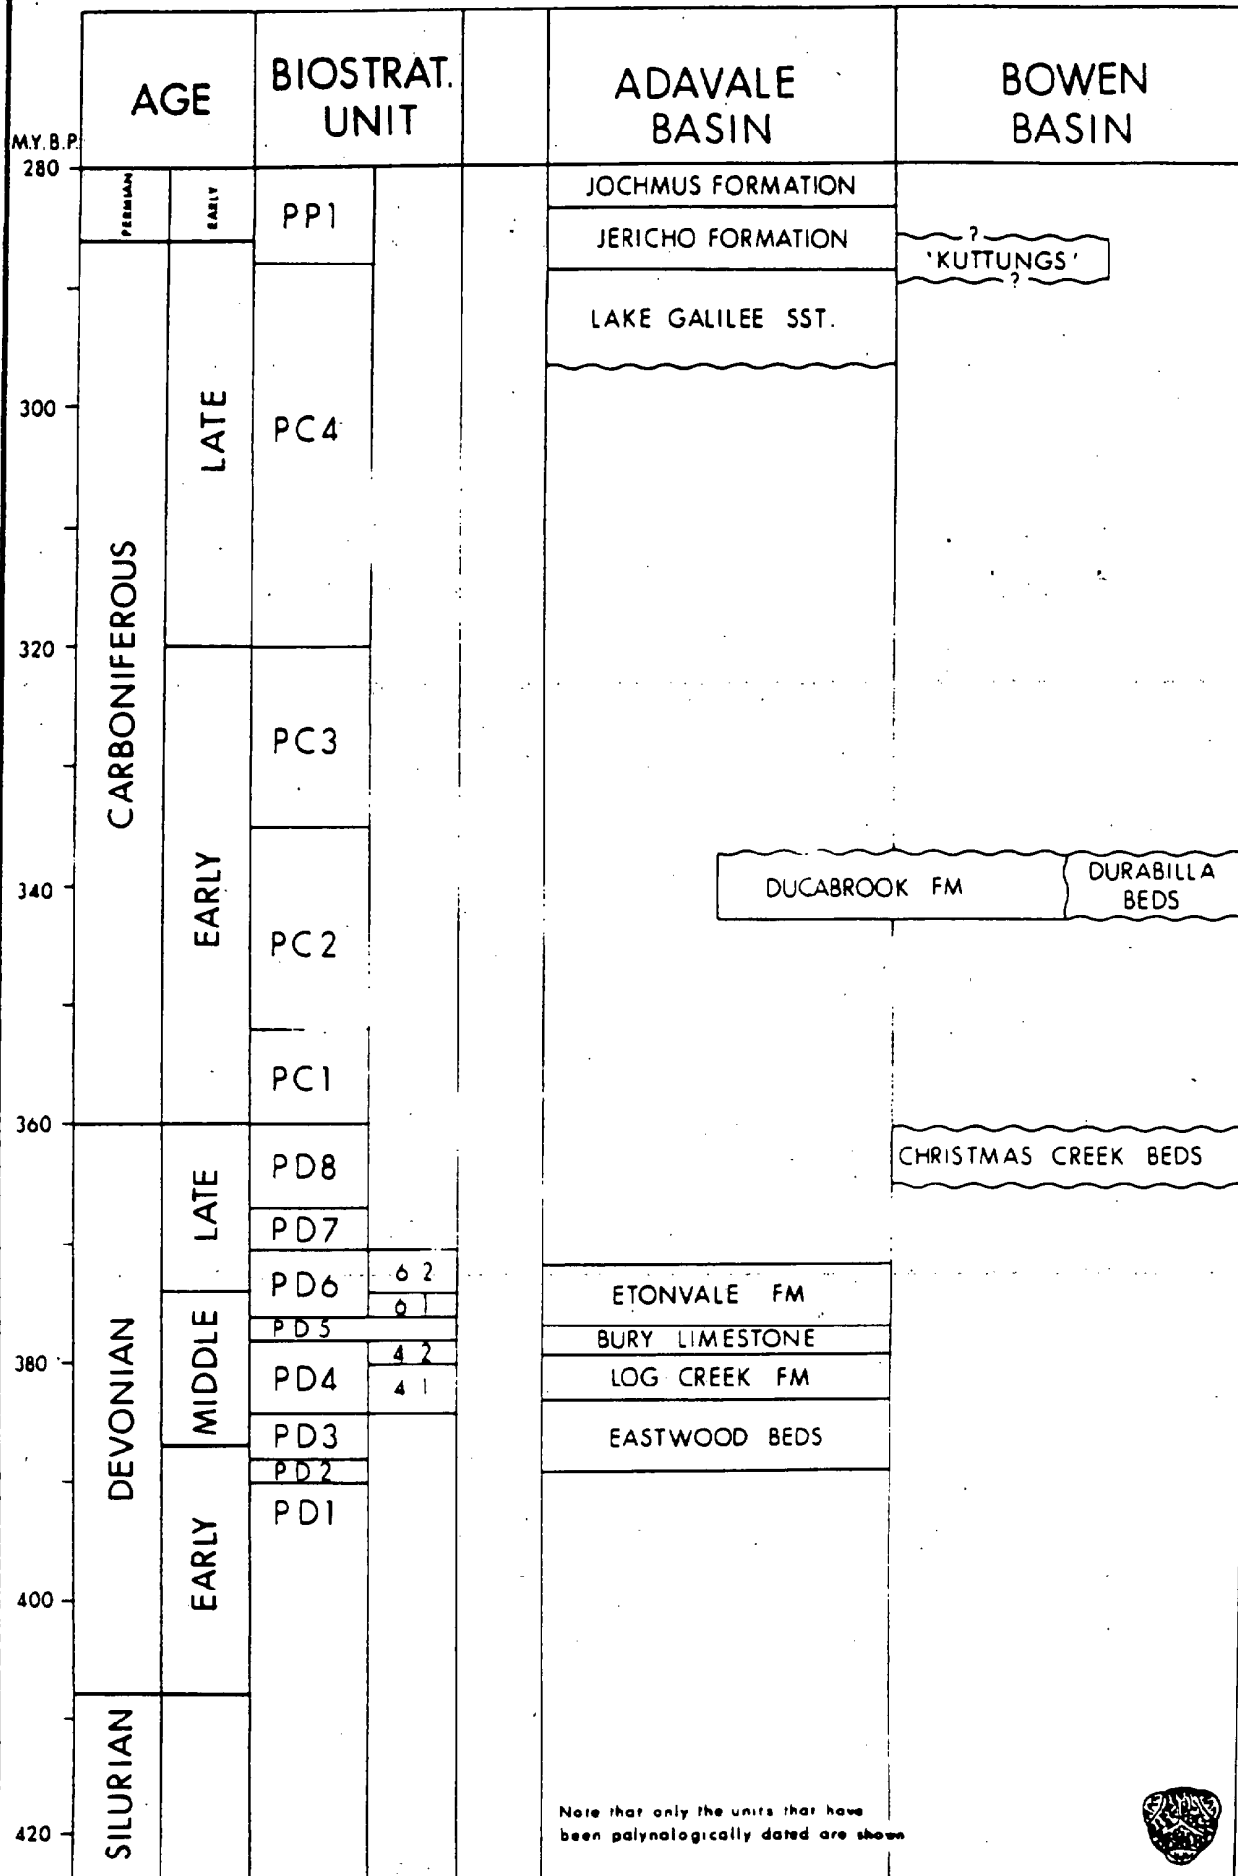 AGE
BIOSTRAT.
UNIT
ADAVALE
BASIN
BOWEN
BASIN
M.Y.B.P.
280
PERMIAN
EARLY
PP1
JOCHMUS FORMATION
JERICHO FORMATION
?
'KUTTUNGS'
?
LAKE GALILEE SST.
300
LATE
PC4
CARBONIFEROUS
320
PC3
EARLY
340
DUCABROOK FM
DURABILLA
BEDS
PC2
PC1
360
CHRISTMAS CREEK BEDS
PD8
LATE
PD7
PD6
6 2
6 1
ETONVALE FM
PD5
BURY LIMESTONE
DEVONIAN
MIDDLE
380
4 2
PD4
4 1
LOG CREEK FM
PD3
EASTWOOD BEDS
PD2
PD1
EARLY
400
SILURIAN
420
Note that only the units that have
been palynologically dated are shown